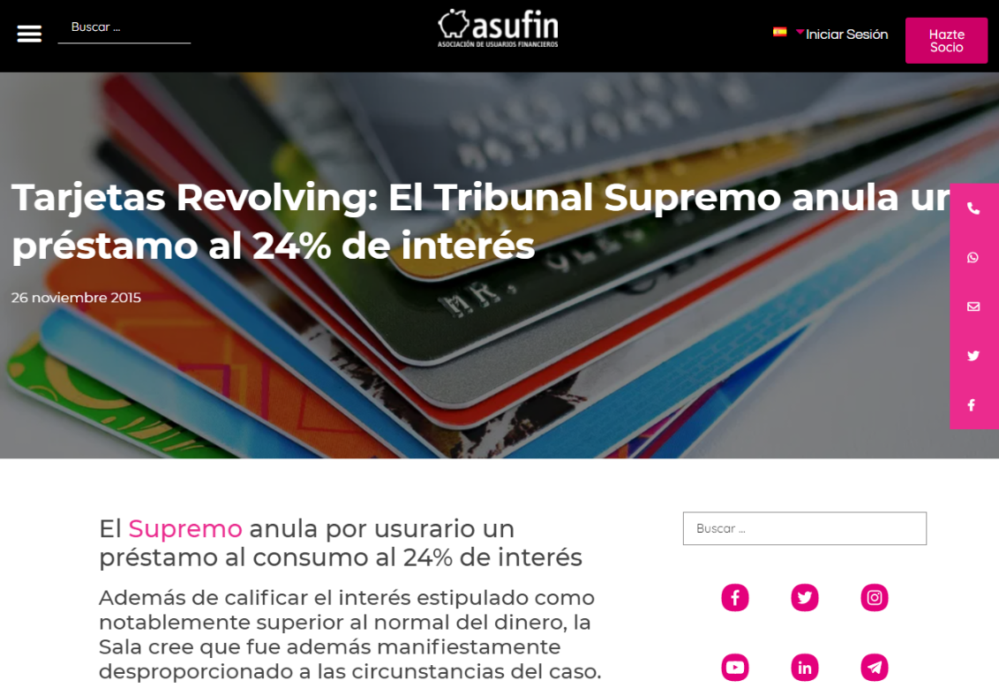 Buscar ...
asufin
ASOCIACIÓN DE USUARIOS FINANCIEROS
Iniciar Sesión
Hazte
Socio
Tarjetas Revolving: El Tribunal Supremo anula un
préstamo al 24% de interés
26 noviembre 2015
MR.
El Supremo anula por usurario un
préstamo al consumo al 24% de interés
Buscar ...
Además de calificar el interés estipulado como
notablemente superior al normal del dinero, la
Sala cree que fue además manifiestamente
desproporcionado a las circunstancias del caso.